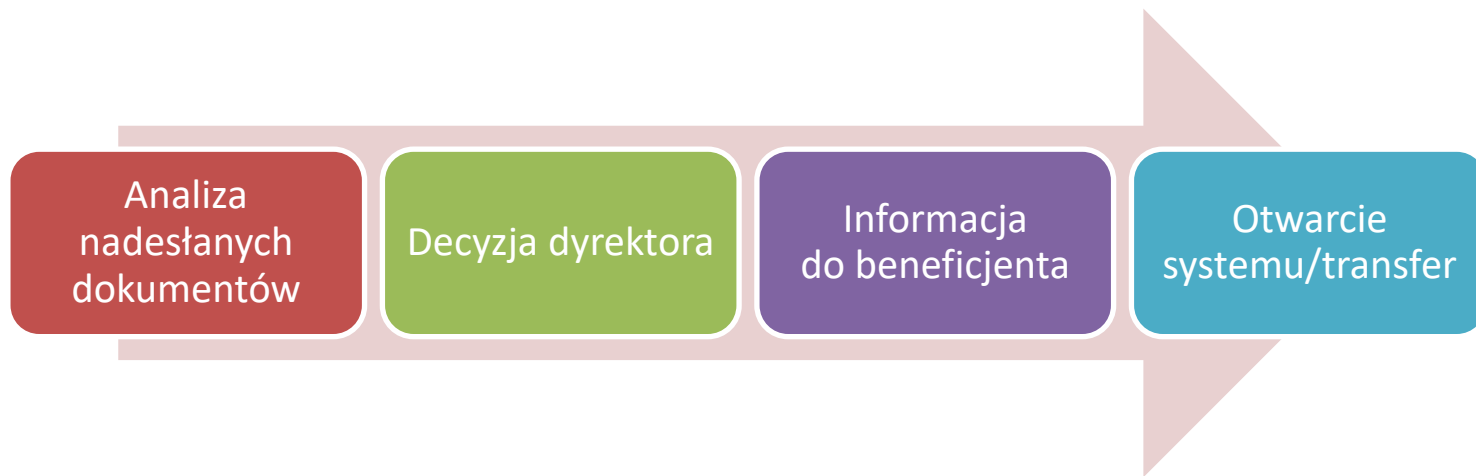 Analiza
nadesłanych
dokumentów
Decyzja dyrektora
Informacja
do beneficjenta
Otwarcie
systemu/transfer